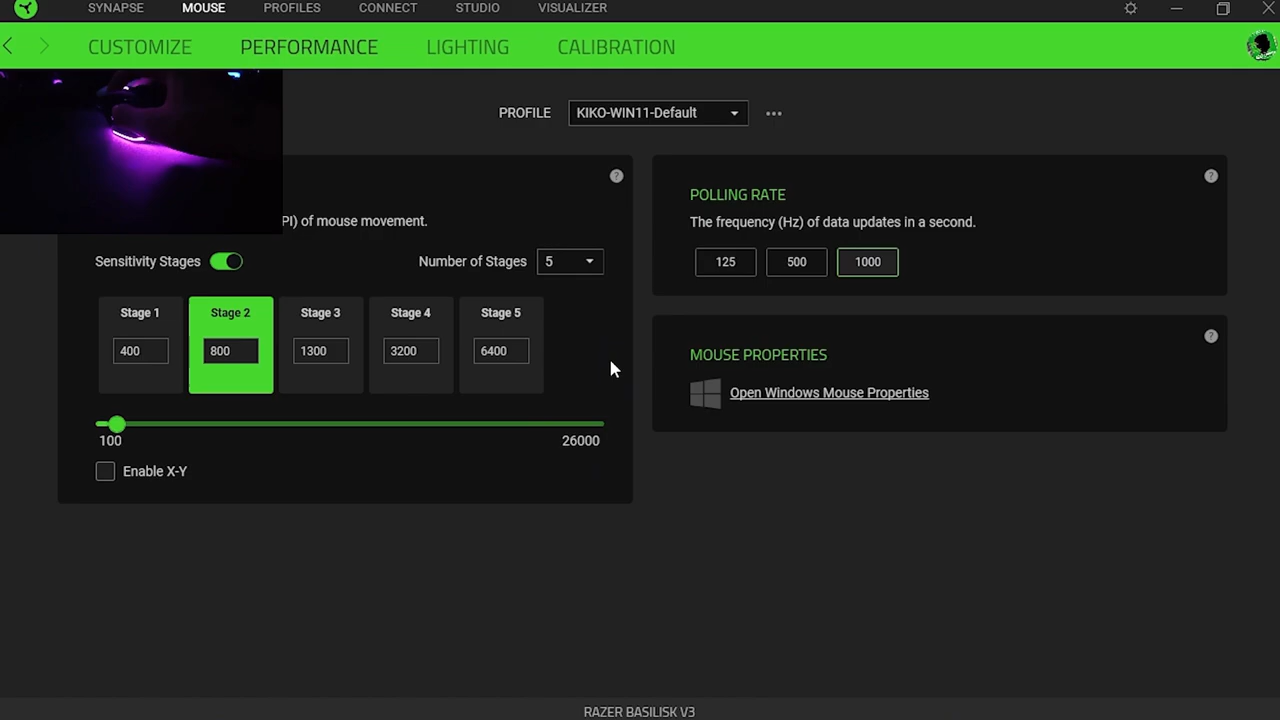 SYNAPSE MOUSE PROFILES CONNECT STUDIO VISUALIZER
CUSTOMIZE PERFORMANCE LIGHTING CALIBRATION
PROFILE KIKO-WIN11-Default
PI) of mouse movement.
Sensitivity Stages Number of Stages 5
Stage 1 Stage 2 Stage 3 Stage 4 Stage 5
400 800 1300 3200 6400
100 26000
Enable X-Y
?
POLLING RATE
The frequency (Hz) of data updates in a second.
125 500 1000
?
MOUSE PROPERTIES
Open Windows Mouse Properties
?
RAZER BASILISK V3